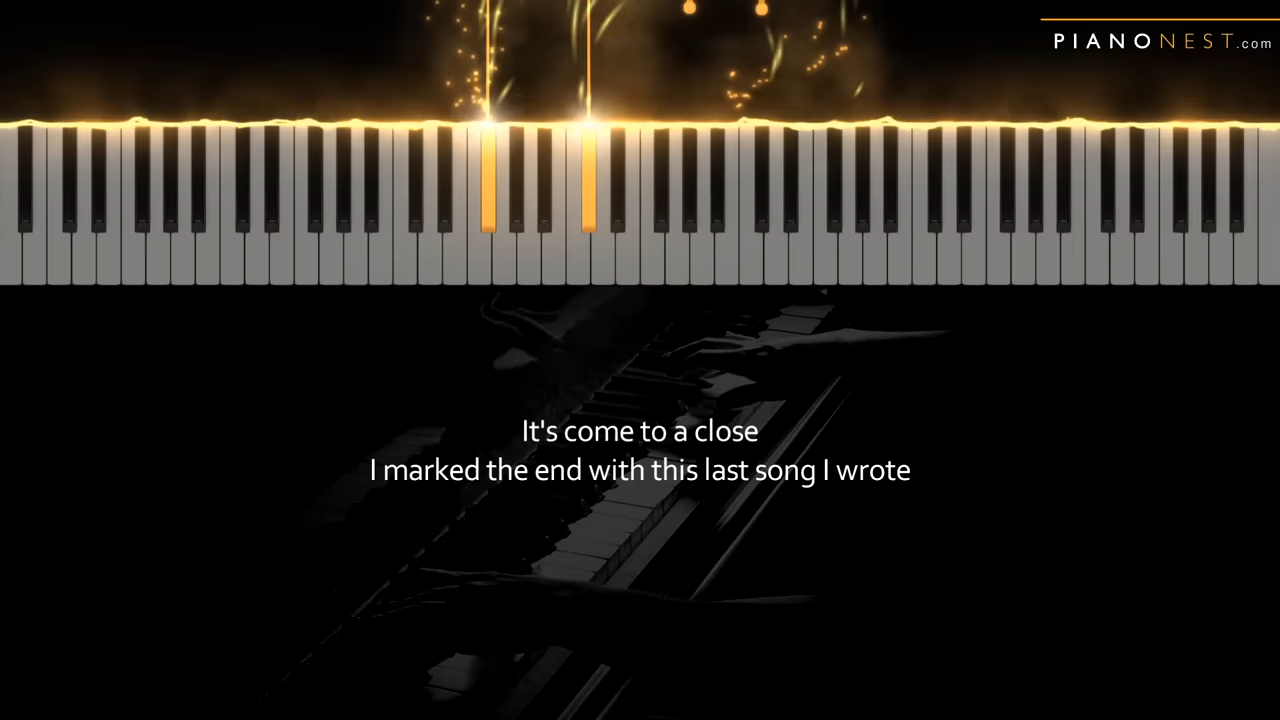 PIANONEST.com
It's come to a close
I marked the end with this last song I wrote